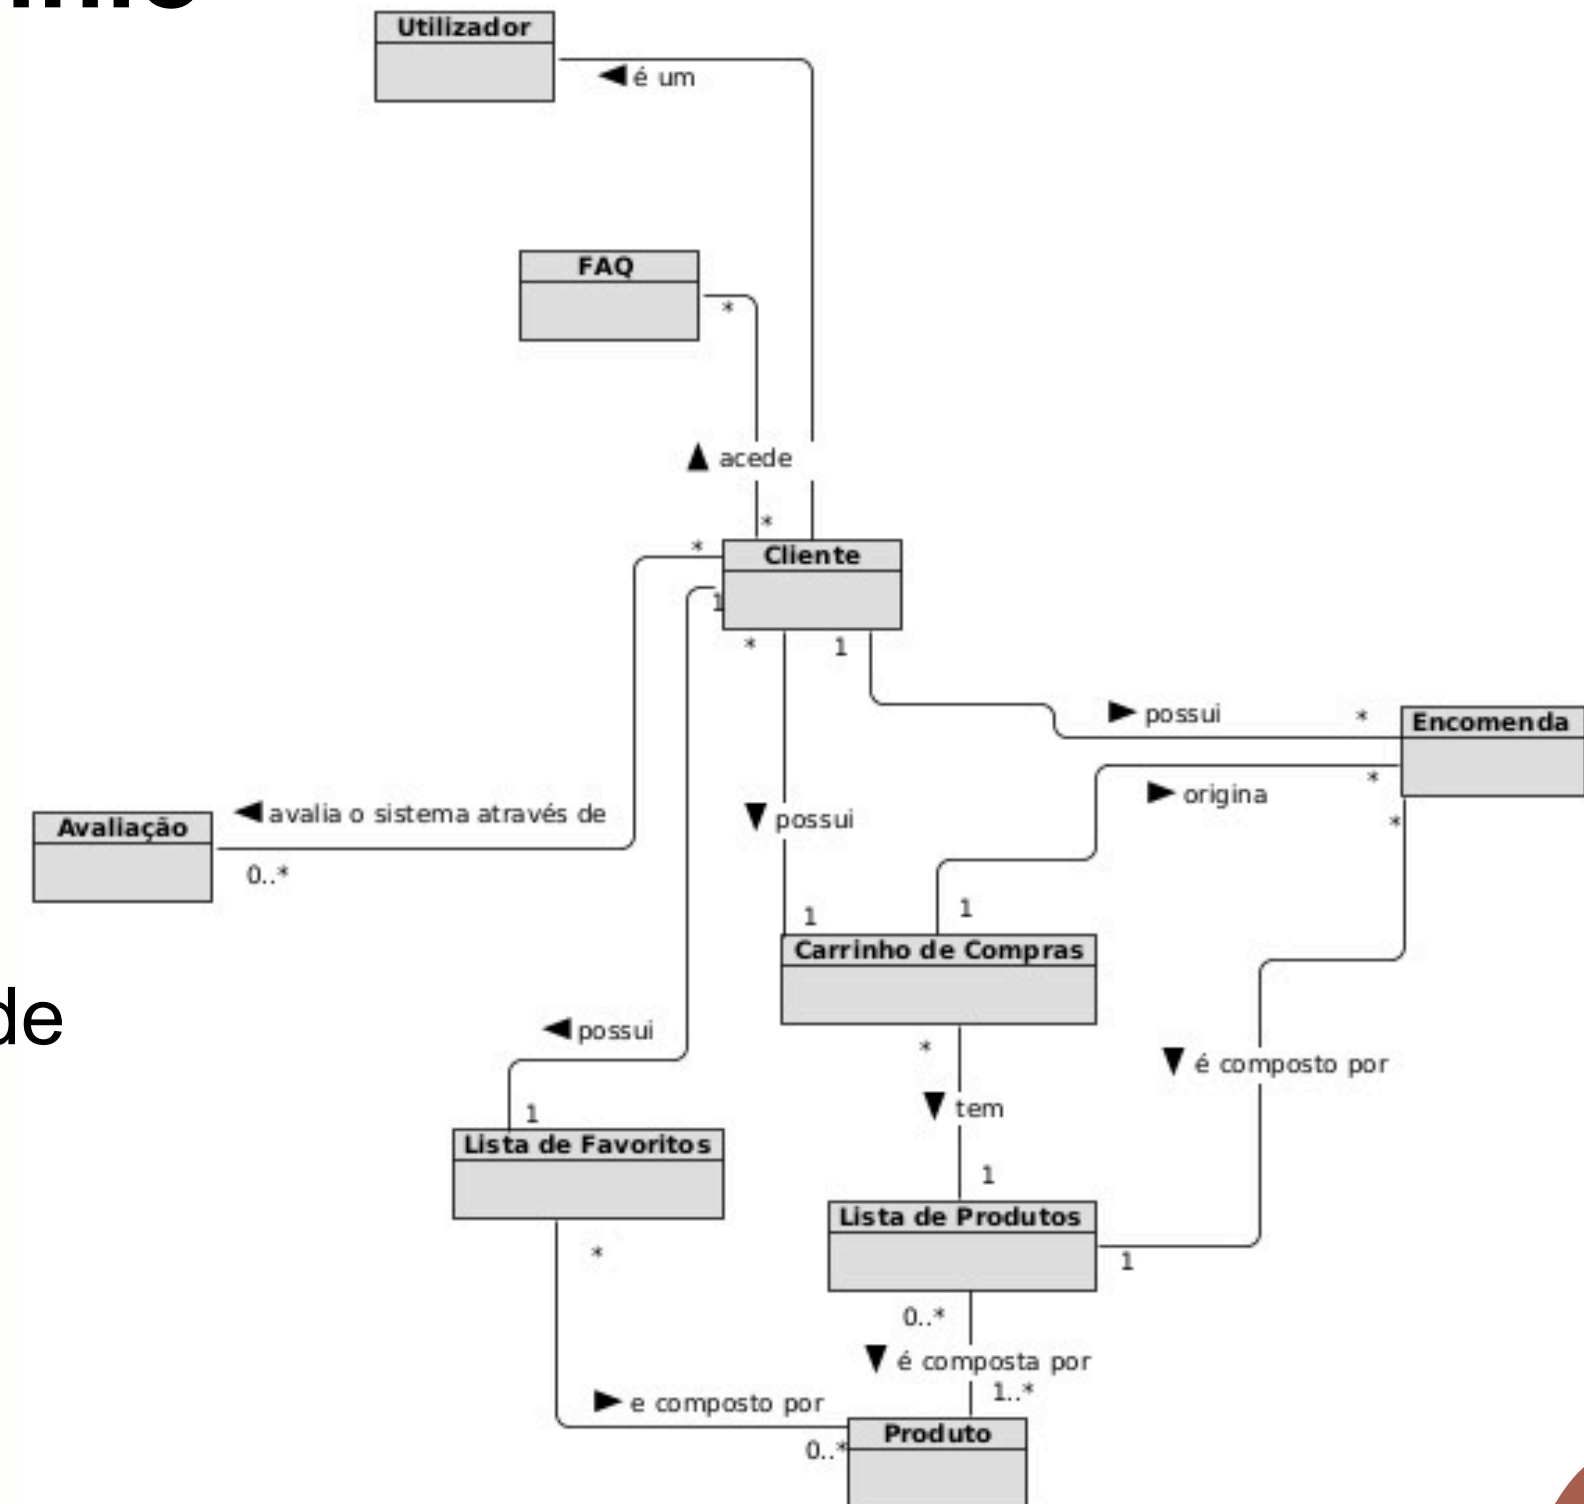 Utilizador
◄ é um
FAQ
*
▲ acede
*
*
Cliente
1
*
1
► possui
*
Encomenda
► origina
*
*
◄ avalia o sistema através de
Avaliação
0..*
▼ possui
1
1
Carrinho de Compras
de
◄ possui
*
▼ é composto por
▼ tem
1
Lista de Favoritos
1
Lista de Produtos
*
1
0..*
▼ é composta por
1..*
► e composto por
Produto
0..*